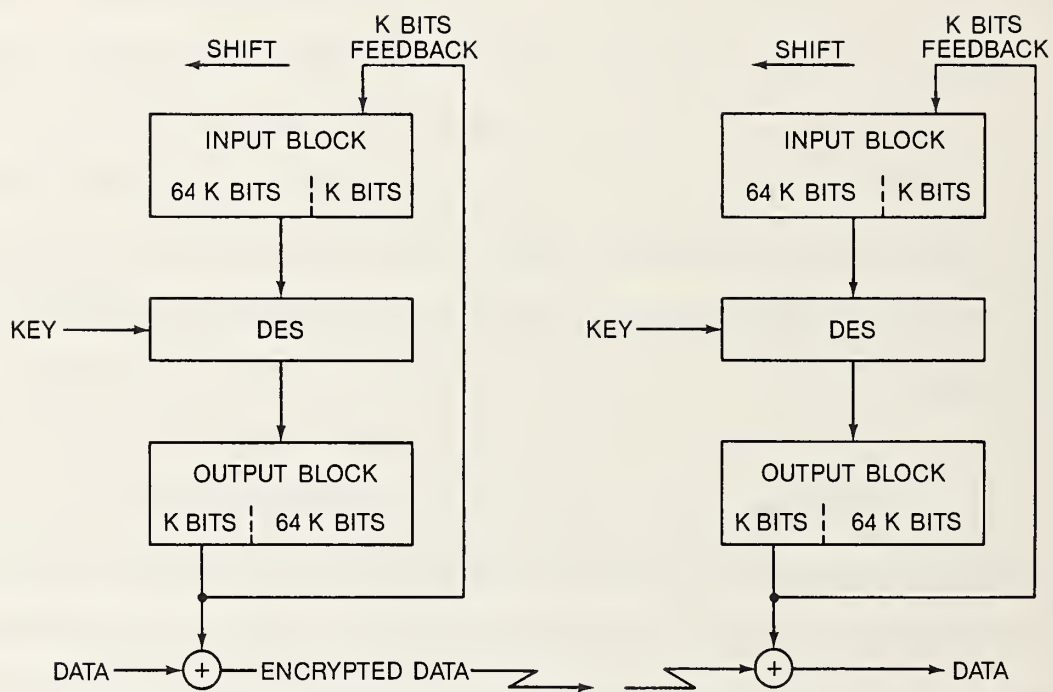 K BITS
FEEDBACK
SHIFT
INPUT BLOCK
64 K BITS K BITS
KEY
DES
OUTPUT BLOCK
K BITS 64 K BITS
DATA + ENCRYPTED DATA
K BITS
FEEDBACK
SHIFT
INPUT BLOCK
64 K BITS K BITS
KEY
DES
OUTPUT BLOCK
K BITS 64 K BITS
+ DATA